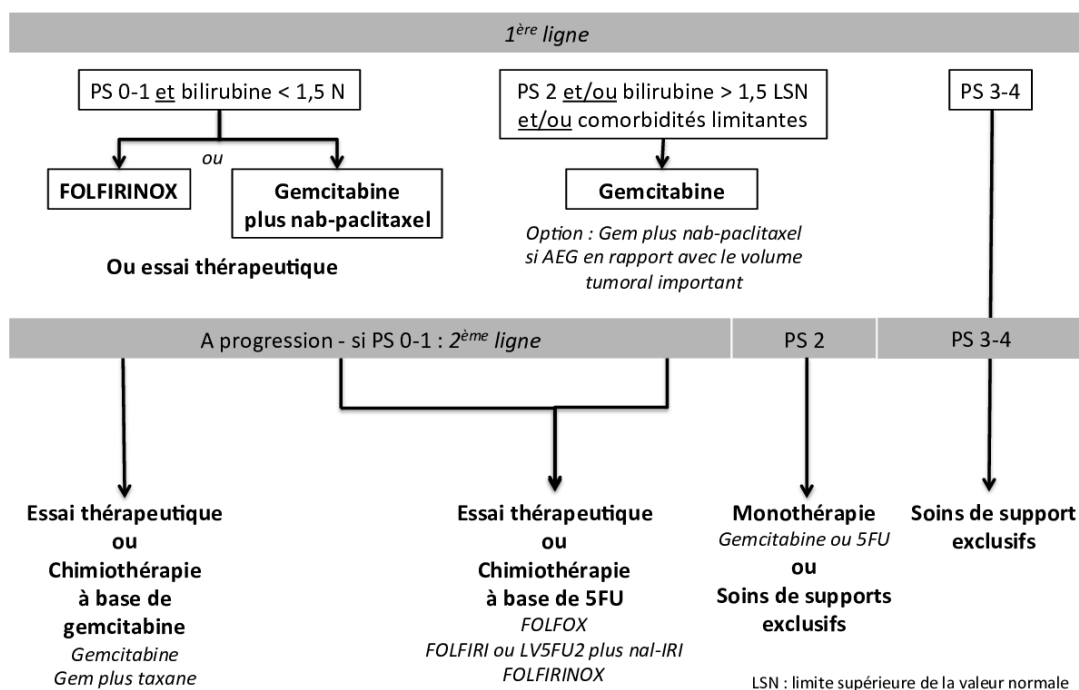 1ère ligne
PS 0-1 et bilirubine < 1,5 N
PS 2 et/ou bilirubine > 1,5 LSN
et/ou comorbidités limitantes
PS 3-4
ou
FOLFIRINOX
Gemcitabine
plus nab-paclitaxel
Gemcitabine
Ou essai thérapeutique
Option : Gem plus nab-paclitaxel
si AEG en rapport avec le volume
tumoral important
A progression - si PS 0-1 : 2ème ligne
PS 2
PS 3-4
Essai thérapeutique
ou
Chimiothérapie
à base de
gemcitabine
Gemcitabine
Gem plus taxane
Essai thérapeutique
ou
Chimiothérapie
à base de 5FU
FOLFOX
FOLFIRI ou LV5FU2 plus nal-IRI
FOLFIRINOX
Monothérapie
Gemcitabine ou 5FU
ou
Soins de supports
exclusifs
Soins de support
exclusifs
LSN : limite supérieure de la valeur normale